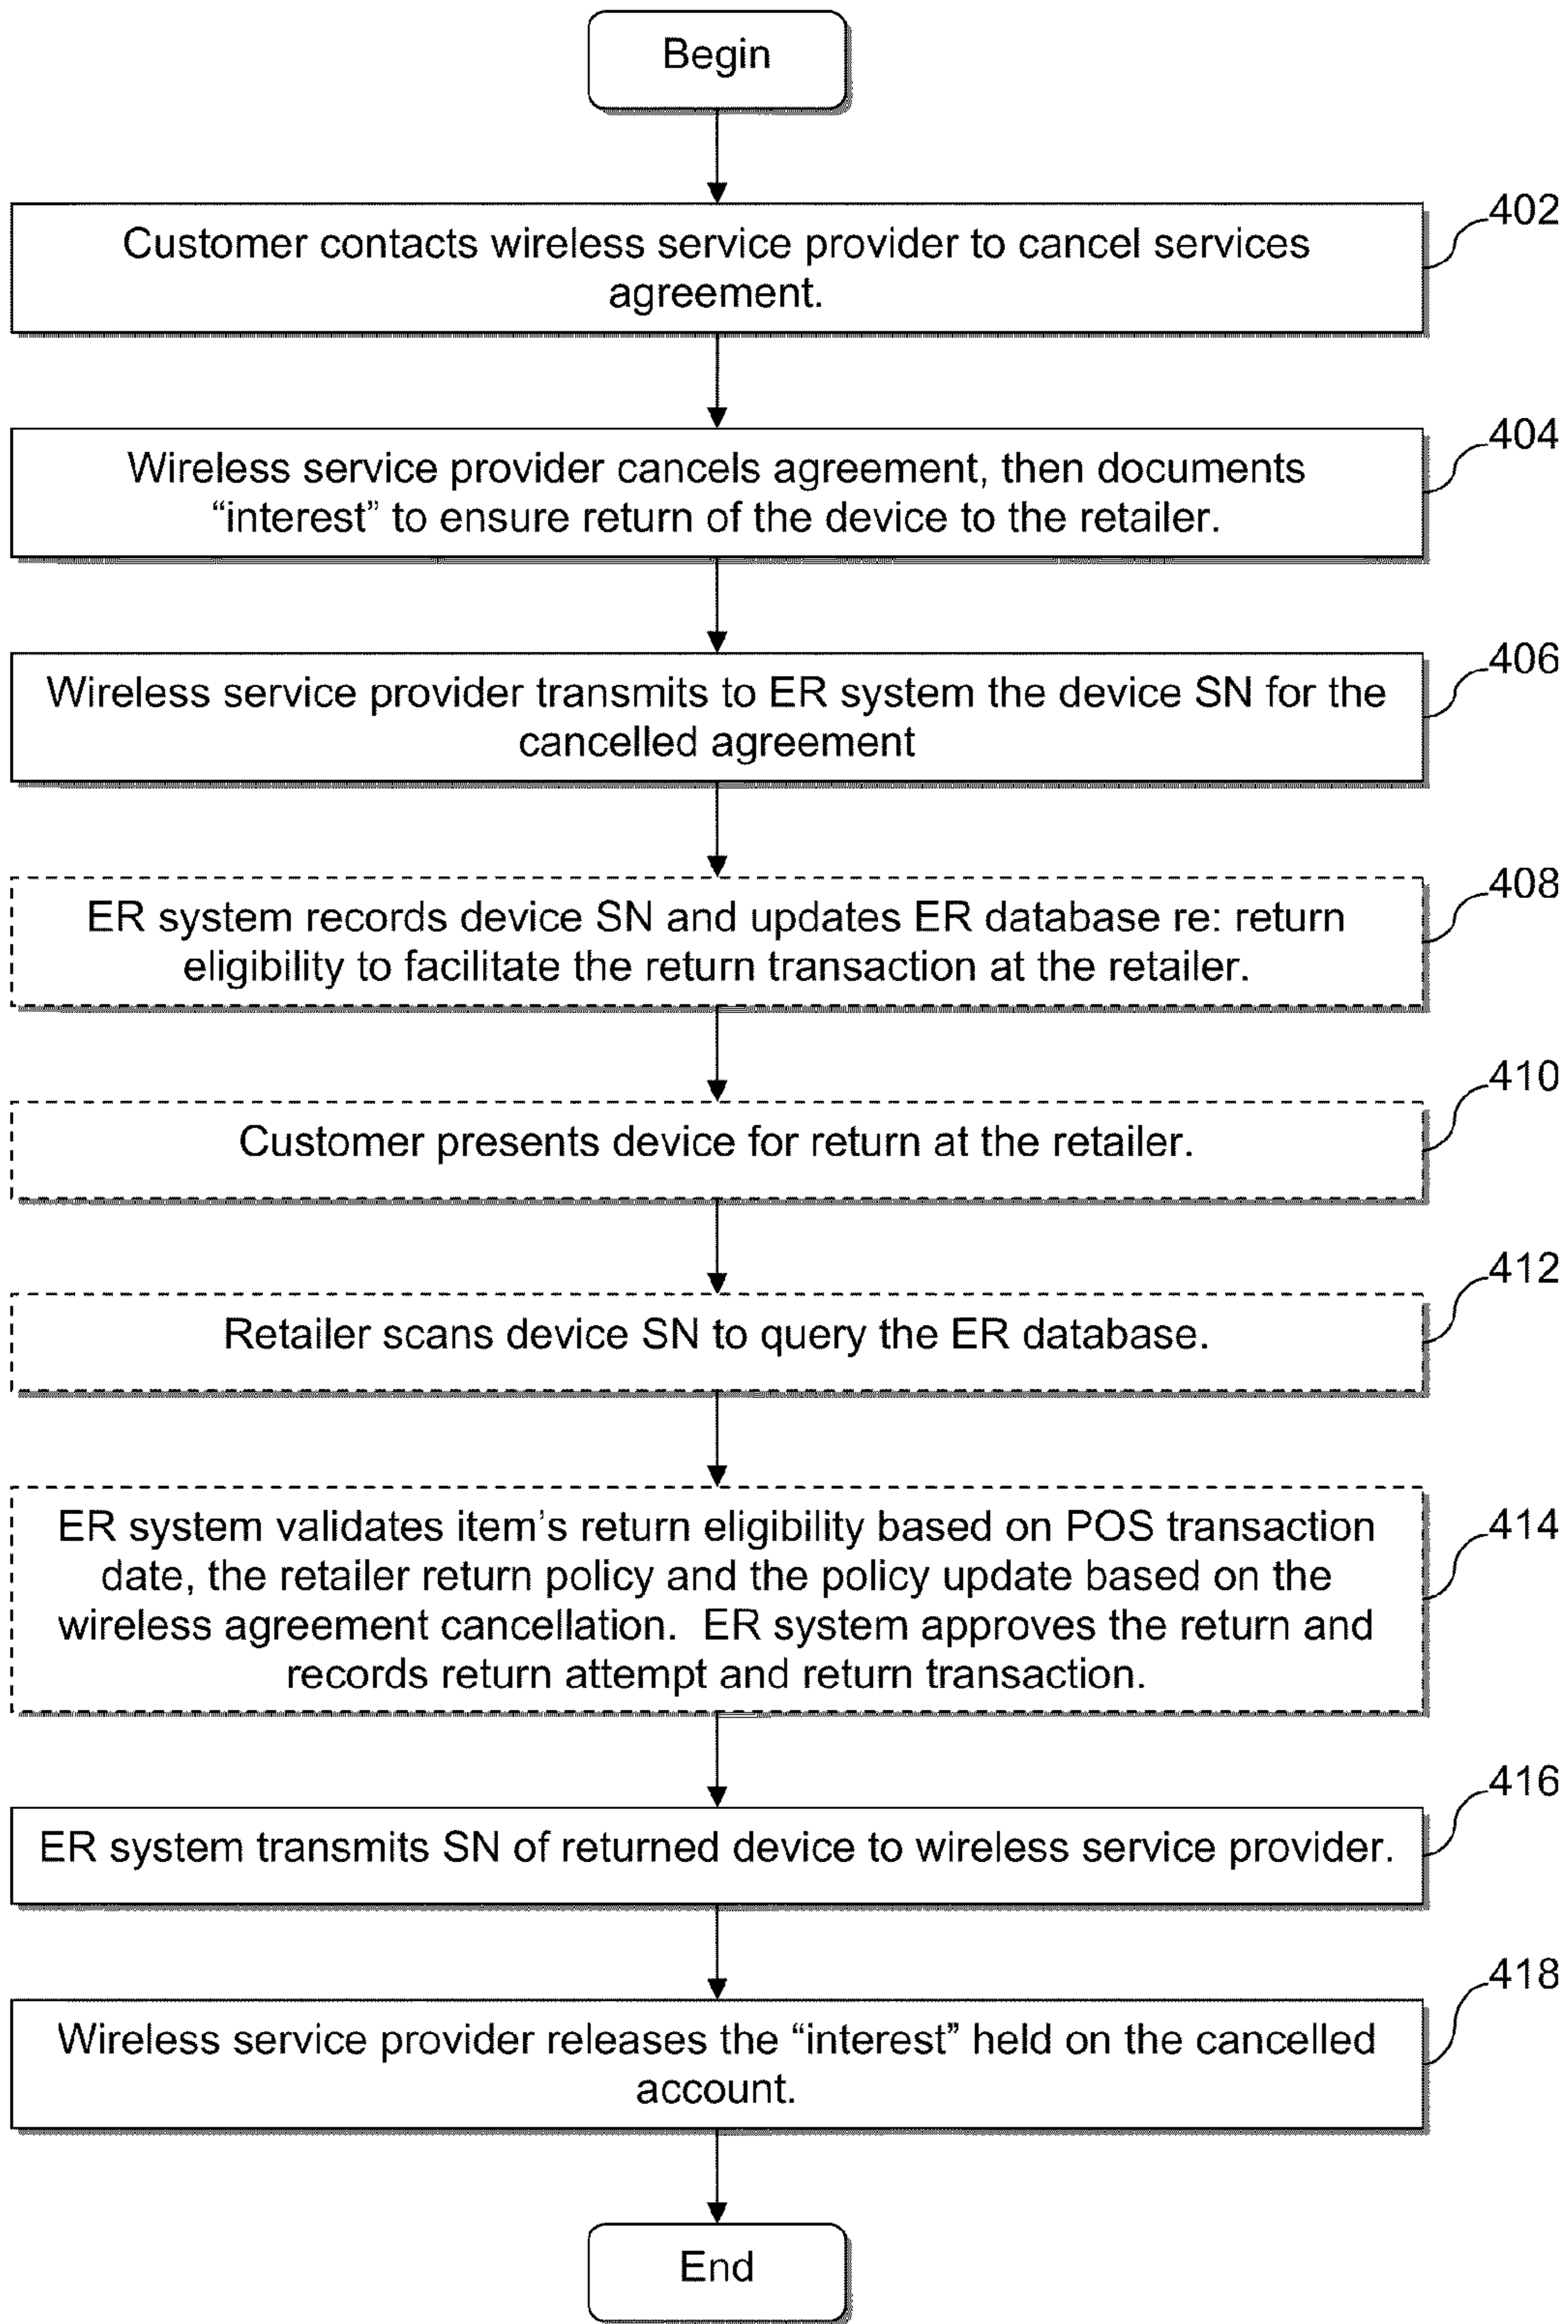 Begin
402
Customer contacts wireless service provider to cancel services
agreement.
404
Wireless service provider cancels agreement, then documents
“interest” to ensure return of the device to the retailer.
406
Wireless service provider transmits to ER system the device SN for the
cancelled agreement
408
ER system records device SN and updates ER database re: return
eligibility to facilitate the return transaction at the retailer.
410
Customer presents device for return at the retailer.
412
Retailer scans device SN to query the ER database.
414
ER system validates item’s return eligibility based on POS transaction
date, the retailer return policy and the policy update based on the
wireless agreement cancellation.  ER system approves the return and
records return attempt and return transaction.
416
ER system transmits SN of returned device to wireless service provider.
418
Wireless service provider releases the “interest” held on the cancelled
account.
End